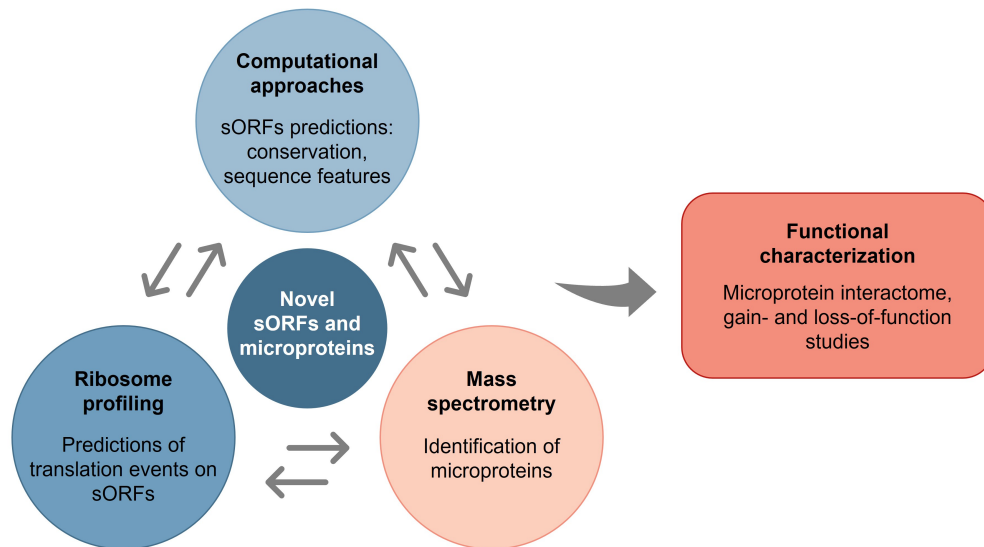 Computational
approaches
sORFs predictions:
conservation,
sequence features
Novel
sORFs and
microproteins
Ribosome
profiling
Predictions of
translation events on
sORFs
Mass
spectrometry
Identification of
microproteins
Functional
characterization
Microprotein interactome,
gain- and loss-of-function
studies